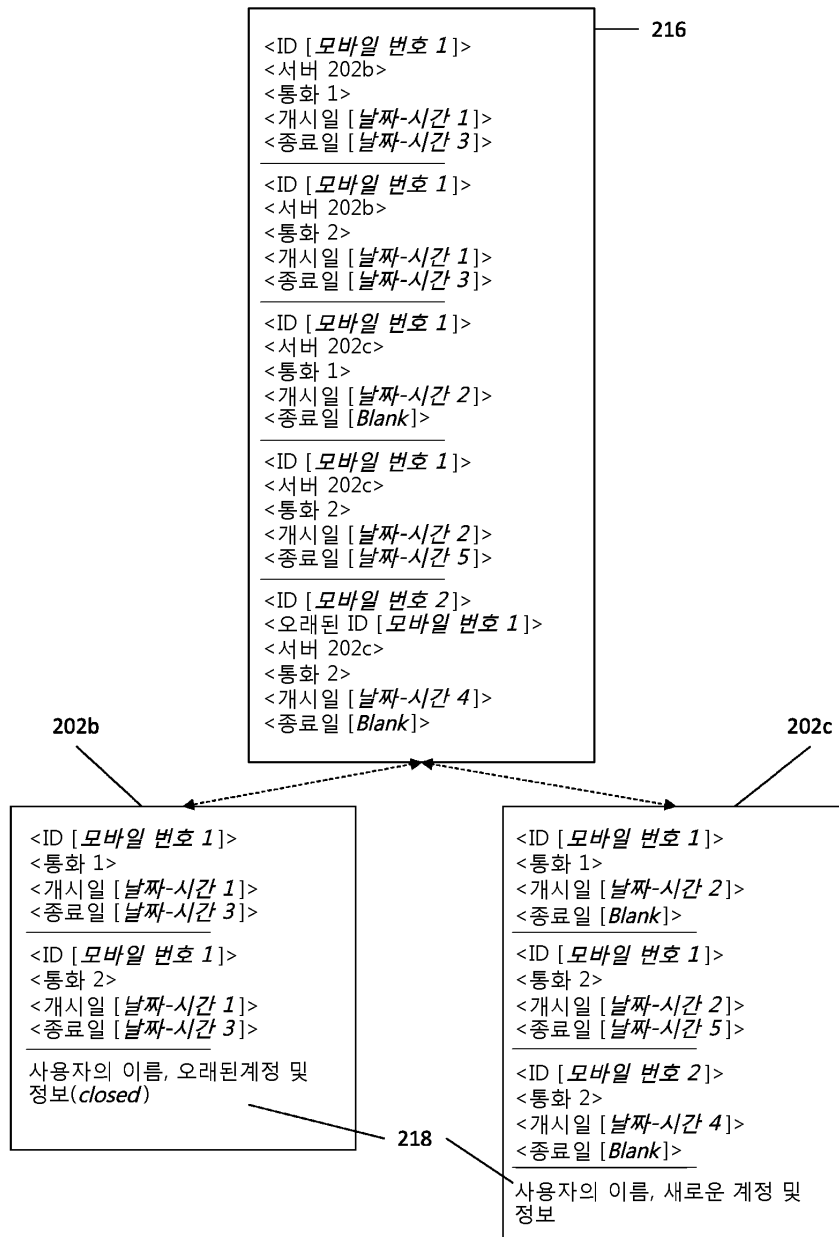 216
<ID [모바일 번호 1]>
<서버 202b>
<통화 1>
<개시일 [날짜-시간 1]>
<종료일 [날짜-시간 3]>
<ID [모바일 번호 1]>
<서버 202b>
<통화 2>
<개시일 [날짜-시간 1]>
<종료일 [날짜-시간 3]>
<ID [모바일 번호 1]>
<서버 202c>
<통화 1>
<개시일 [날짜-시간 2]>
<종료일 [Blank]>
<ID [모바일 번호 1]>
<서버 202c>
<통화 2>
<개시일 [날짜-시간 2]>
<종료일 [날짜-시간 5]>
<ID [모바일 번호 2]>
<오래된 ID [모바일 번호 1]>
<서버 202c>
<통화 2>
<개시일 [날짜-시간 4]>
<종료일 [Blank]>
202b
<ID [모바일 번호 1]>
<통화 1>
<개시일 [날짜-시간 1]>
<종료일 [날짜-시간 3]>
<ID [모바일 번호 1]>
<통화 2>
<개시일 [날짜-시간 1]>
<종료일 [날짜-시간 3]>
사용자의 이름, 오래된계정 및
정보(closed)
218
202c
<ID [모바일 번호 1]>
<통화 1>
<개시일 [날짜-시간 2]>
<종료일 [Blank]>
<ID [모바일 번호 1]>
<통화 2>
<개시일 [날짜-시간 2]>
<종료일 [날짜-시간 5]>
<ID [모바일 번호 2]>
<통화 2>
<개시일 [날짜-시간 4]>
<종료일 [Blank]>
사용자의 이름, 새로운 계정 및
정보